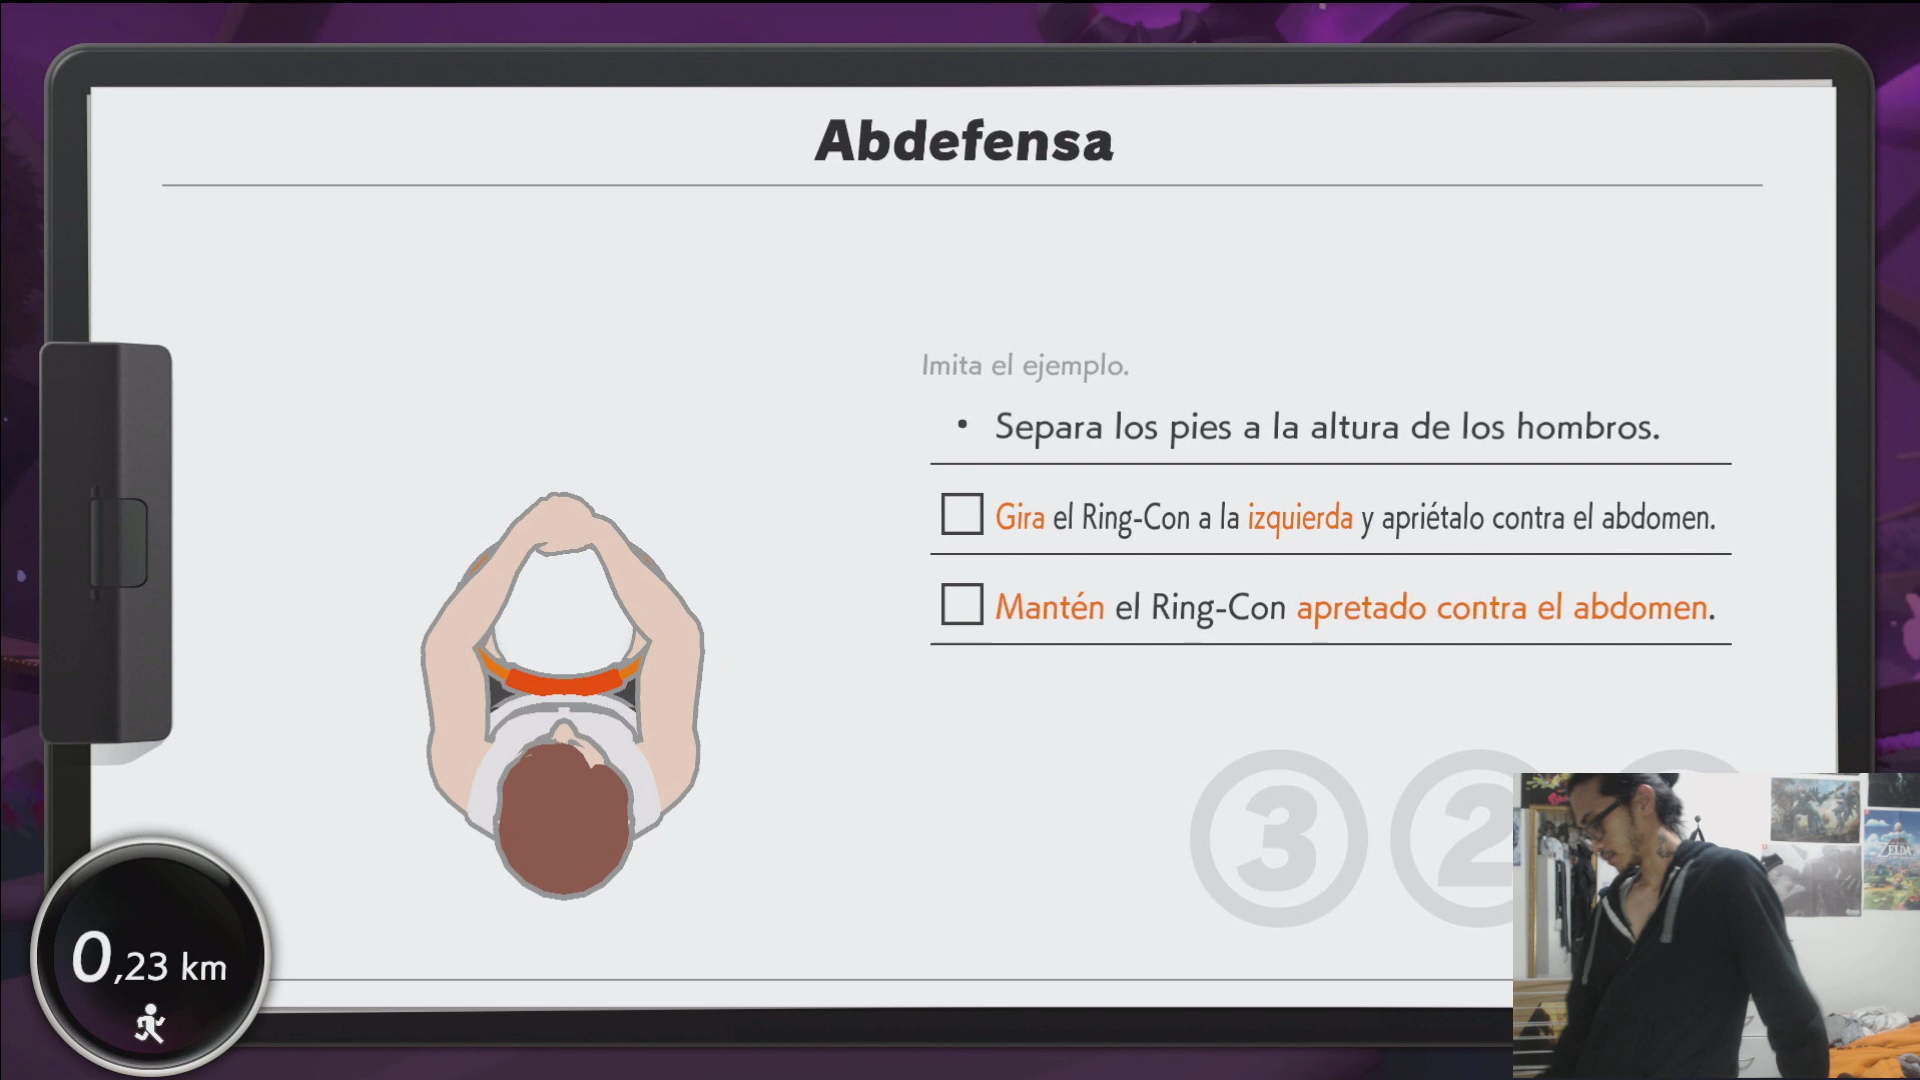 Abdefensa
Imita el ejemplo.
• Separa los pies a la altura de los hombros.
Gira el Ring-Con a la izquierda y apriétalo contra el abdomen.
Mantén el Ring-Con apretado contra el abdomen.
3 2
ZELDA
0,23 km